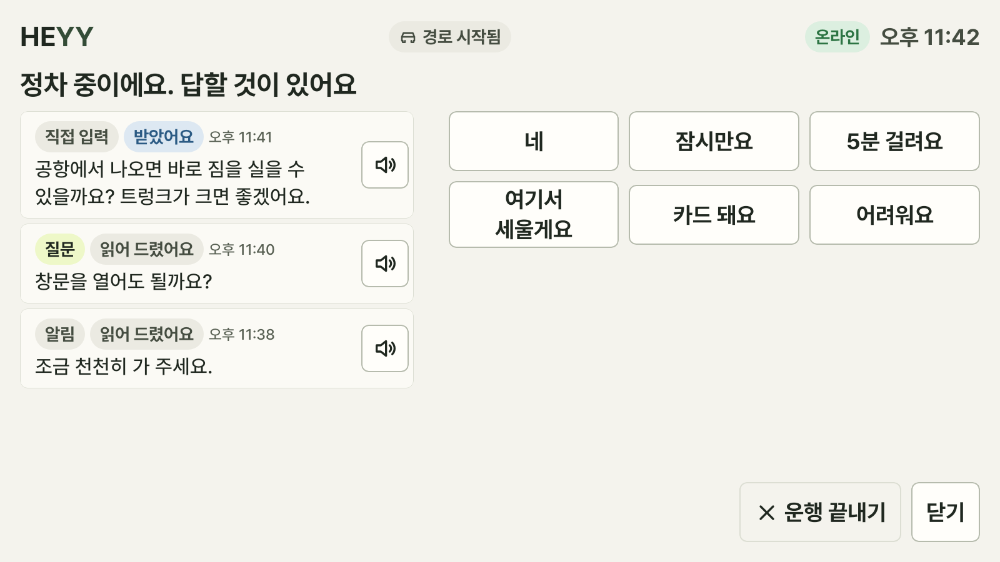 HEYY
경로 시작됨
온라인 오후 11:42
정차 중이에요. 답할 것이 있어요
직접 입력 받았어요 오후 11:41
공항에서 나오면 바로 짐을 실을 수
있을까요? 트렁크가 크면 좋겠어요.
질문 읽어 드렸어요 오후 11:40
창문을 열어도 될까요?
알림 읽어 드렸어요 오후 11:38
조금 천천히 가 주세요.
네
잠시만요
5분 걸려요
여기서
세울게요
카드 돼요
어려워요
운행 끝내기
닫기